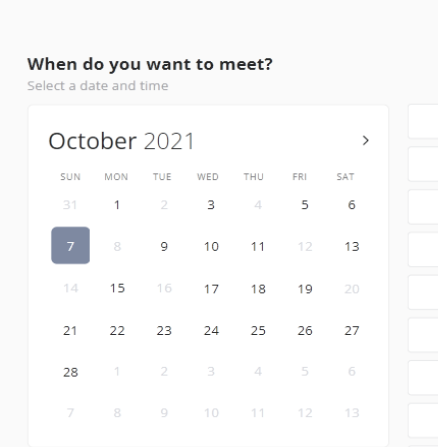 When do you want to meet?
Select a date and time
October 2021
SUN MON TUE WED THU FRI SAT
31 1 2 3 4 5 6
7 8 9 10 11 12 13
14 15 16 17 18 19 20
21 22 23 24 25 26 27
28 1 2 3 4 5 6
7 8 9 10 11 12 13